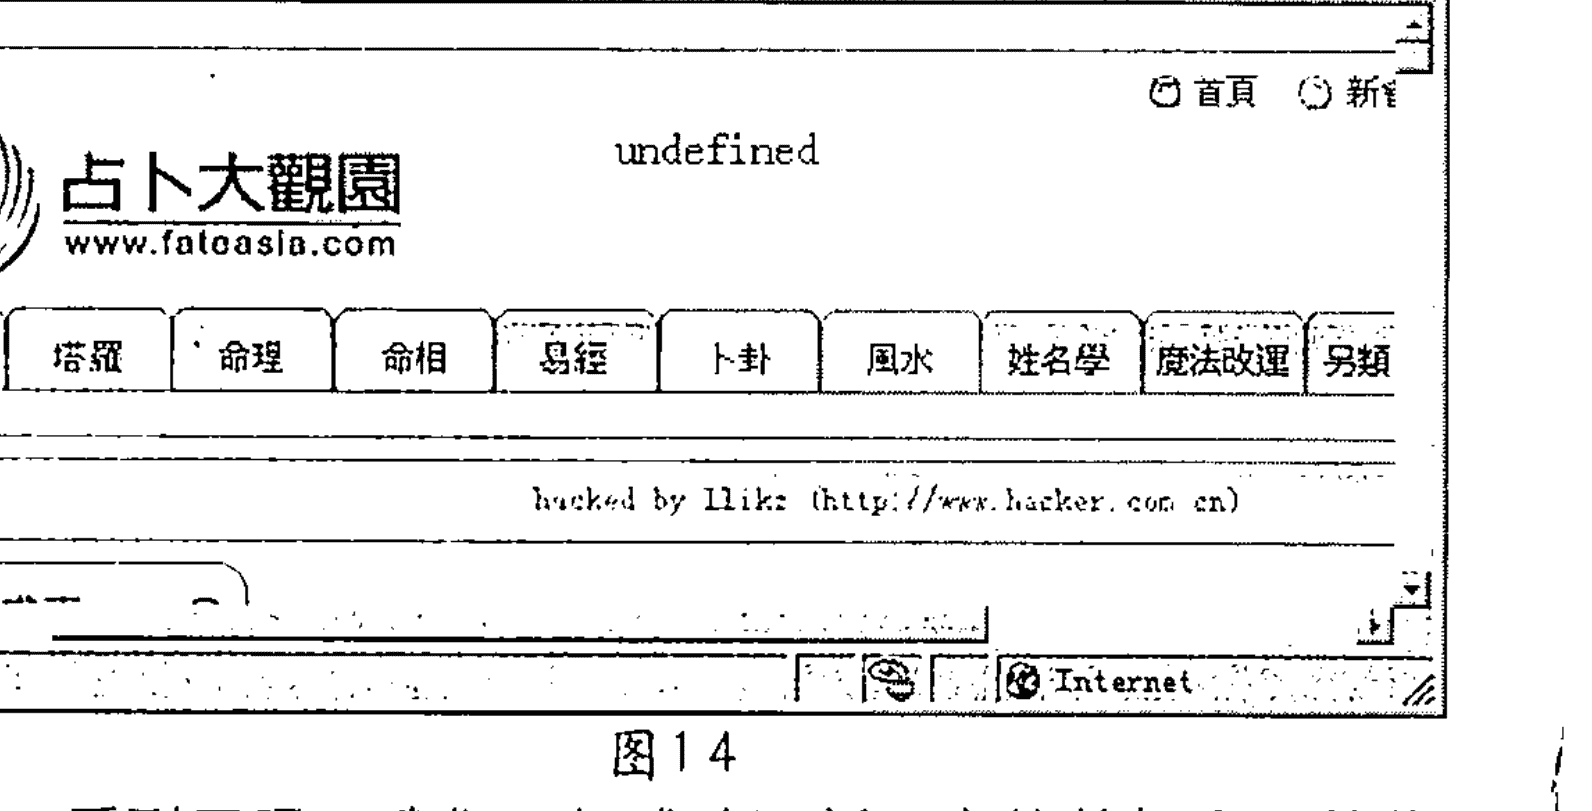 首頁 新會
undefined
占卜大觀園
www.fateasia.com
塔羅 命理 命相 易經 卜卦 風水 姓名學 魔法改運 另類
hacked by llikz (http://www.hacker.com.cn)
Internet
图14